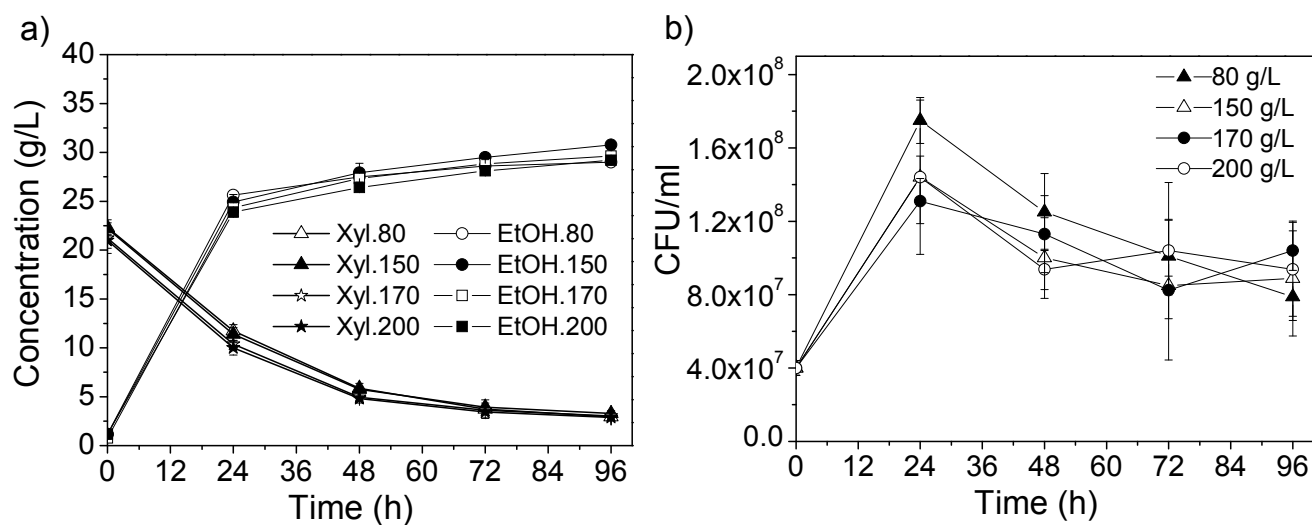 a)
Concentration (g/L)
40
35
30
25
20
15
10
5
0
Xyl.80 EtOH.80
Xyl.150 EtOH.150
Xyl.170 EtOH.170
Xyl.200 EtOH.200
0 12 24 36 48 60 72 84 96
Time (h)
b)
CFU/ml
2.0x10⁸
1.6x10⁸
1.2x10⁸
8.0x10⁷
4.0x10⁷
0.0
80 g/L
150 g/L
170 g/L
200 g/L
0 12 24 36 48 60 72 84 96
Time (h)